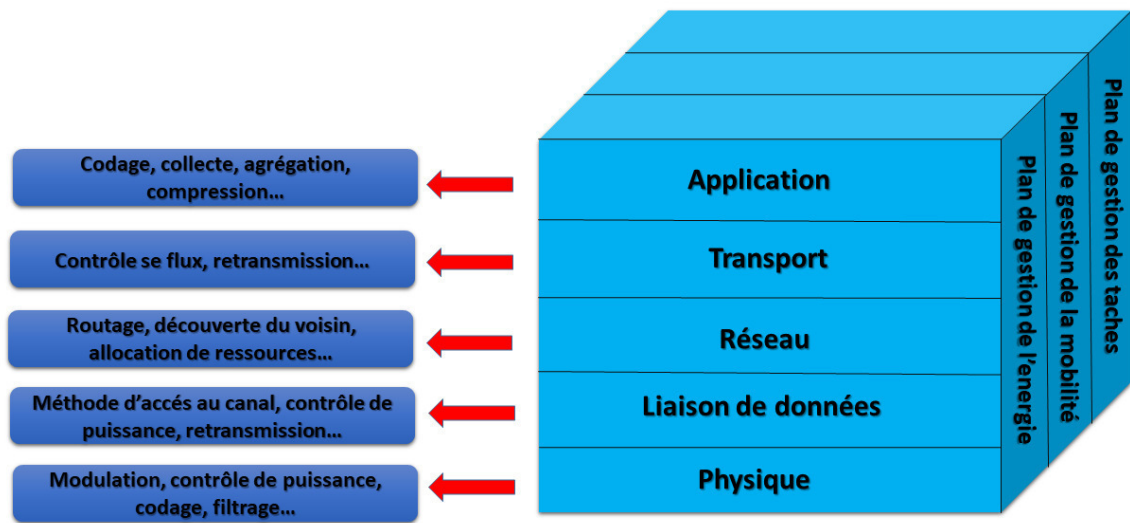 Codage, collecte, agrégation,
compression…
Application
Contrôle se flux, retransmission…
Transport
Routage, découverte du voisin,
allocation de ressources…
Réseau
Méthode d'accés au canal, contrôle de
puissance, retransmission…
Liaison de données
Modulation, contrôle de puissance,
codage, filtrage…
Physique
Plan de gestion de l'energie
Plan de gestion de la mobilité
Plan de gestion des taches